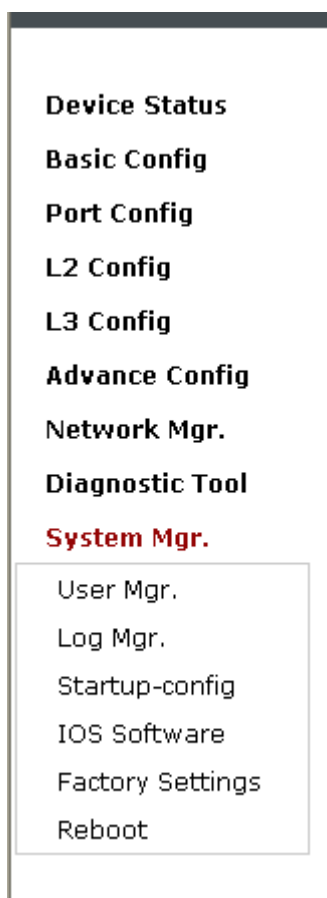 Device Status
Basic Config
Port Config
L2 Config
L3 Config
Advance Config
Network Mgr.
Diagnostic Tool
System Mgr.
User Mgr.
Log Mgr.
Startup-config
IOS Software
Factory Settings
Reboot